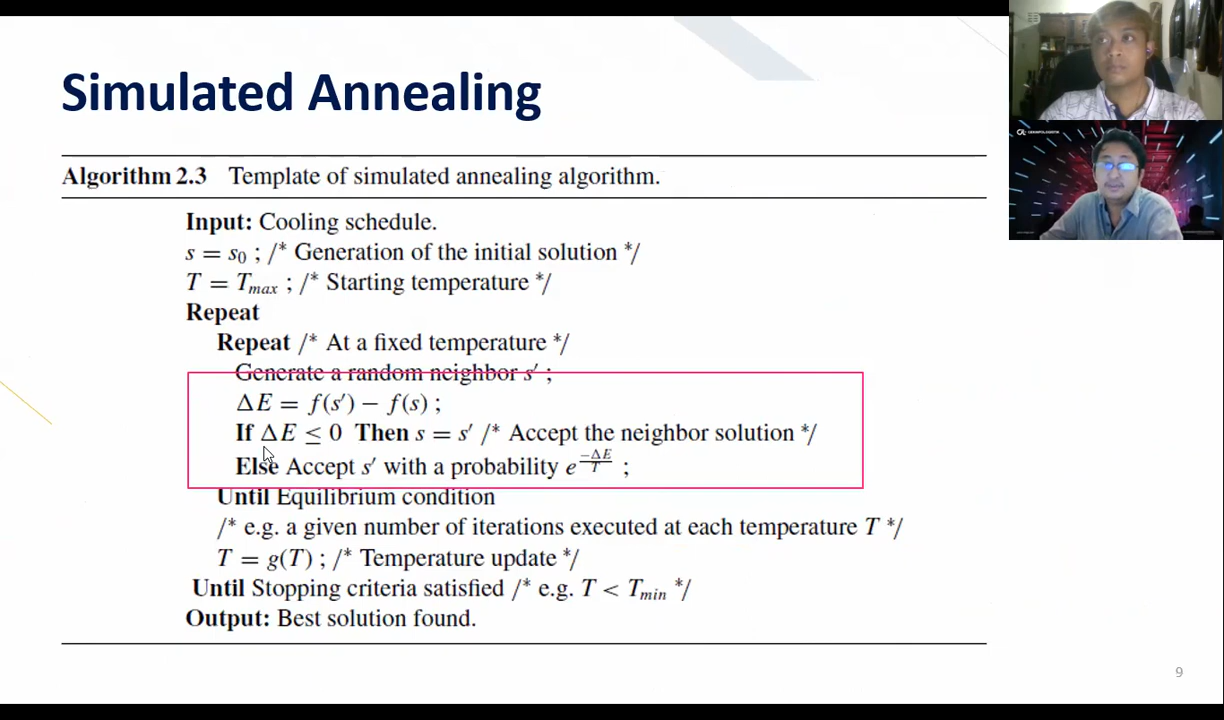 Simulated Annealing
Algorithm 2.3 Template of simulated annealing algorithm.
Input: Cooling schedule.
s = s₀ ; /* Generation of the initial solution */
T = Tₘₐₓ ; /* Starting temperature */
Repeat
Repeat /* At a fixed temperature */
Generate a random neighbor s′ ;
ΔE = f(s′) − f(s) ;
If ΔE ≤ 0 Then s = s′ /* Accept the neighbor solution */
Else Accept s′ with a probability e^(−ΔE/T) ;
Until Equilibrium condition
/* e.g. a given number of iterations executed at each temperature T */
T = g(T) ; /* Temperature update */
Until Stopping criteria satisfied /* e.g. T < Tₘᵢₙ */
Output: Best solution found.
9